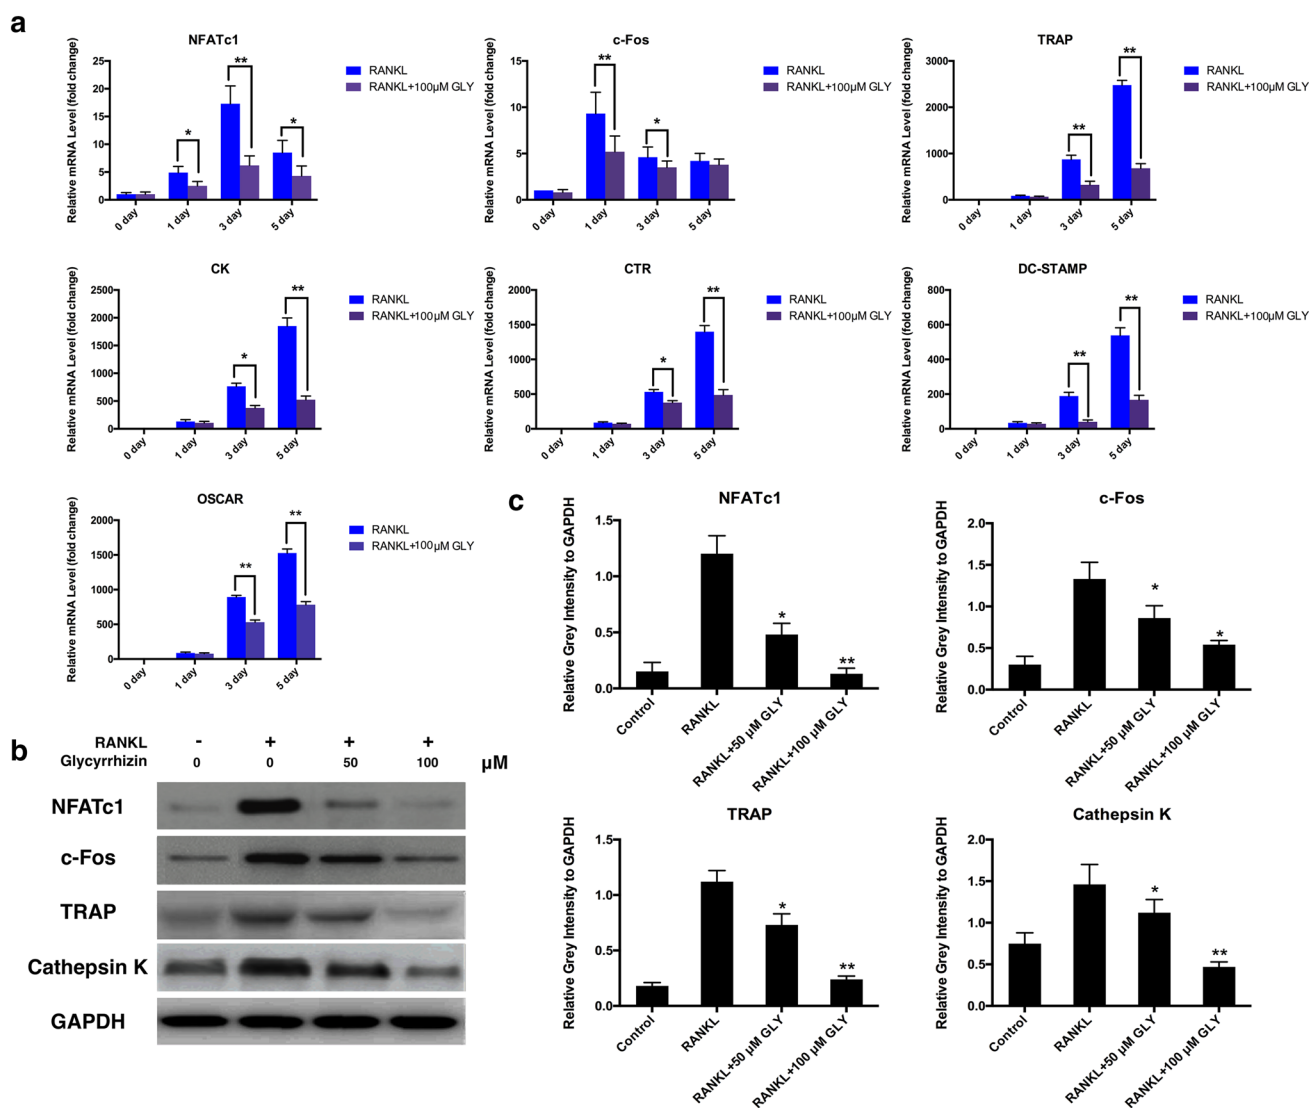 a
NFATc1
Relative mRNA Level (fold change)
25
20
15
10
5
0
* ** *
0 day 1 day 3 day 5 day
RANKL
RANKL+100μM GLY
c-Fos
Relative mRNA Level (fold change)
15
10
5
0
** *
0 day 1 day 3 day 5 day
RANKL
RANKL+100μM GLY
TRAP
Relative mRNA Level (fold change)
3000
2000
1000
0
** **
0 day 1 day 3 day 5 day
RANKL
RANKL+100μM GLY
CK
Relative mRNA Level (fold change)
2500
2000
1500
1000
500
0
* **
0 day 1 day 3 day 5 day
RANKL
RANKL+100μM GLY
CTR
Relative mRNA Level (fold change)
2000
1500
1000
500
0
* **
0 day 1 day 3 day 5 day
RANKL
RANKL+100μM GLY
DC-STAMP
Relative mRNA Level (fold change)
800
600
400
200
0
** **
0 day 1 day 3 day 5 day
RANKL
RANKL+100μM GLY
OSCAR
Relative mRNA Level (fold change)
2000
1500
1000
500
0
** **
0 day 1 day 3 day 5 day
RANKL
RANKL+100μM GLY
b
RANKL - + + +
Glycyrrhizin 0 0 50 100 μM
NFATc1
c-Fos
TRAP
Cathepsin K
GAPDH
c
NFATc1
Relative Grey Intensity to GAPDH
1.5
1.0
0.5
0.0
* **
Control RANKL RANKL+50 μM GLY RANKL+100 μM GLY
c-Fos
Relative Grey Intensity to GAPDH
2.0
1.5
1.0
0.5
0.0
* *
Control RANKL RANKL+50 μM GLY RANKL+100 μM GLY
TRAP
Relative Grey Intensity to GAPDH
1.5
1.0
0.5
0.0
* **
Control RANKL RANKL+50 μM GLY RANKL+100 μM GLY
Cathepsin K
Relative Grey Intensity to GAPDH
2.0
1.5
1.0
0.5
0.0
* **
Control RANKL RANKL+50 μM GLY RANKL+100 μM GLY